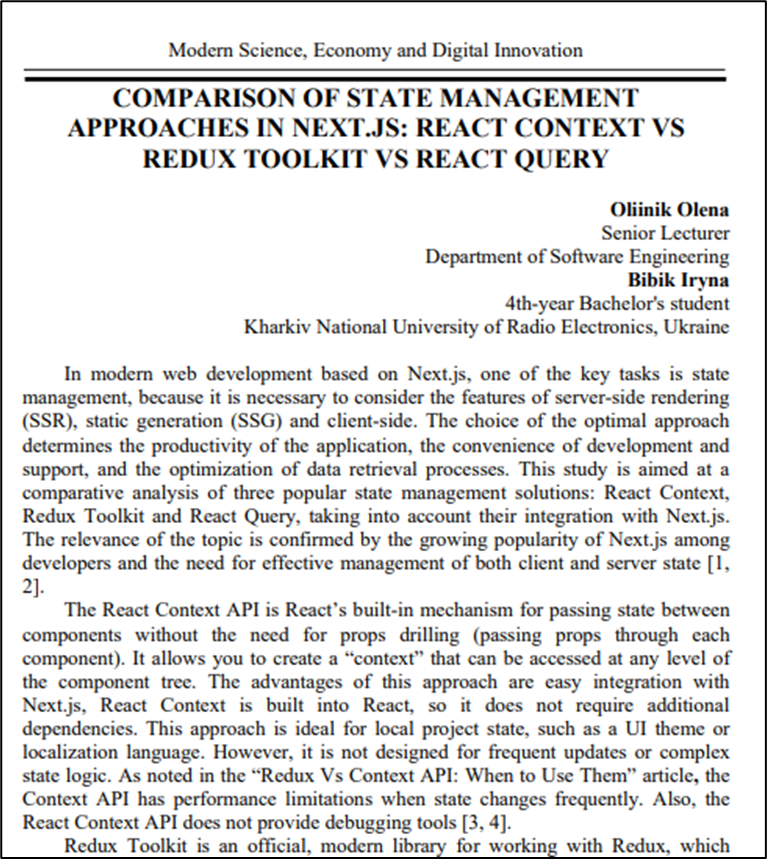 Modern Science, Economy and Digital Innovation
COMPARISON OF STATE MANAGEMENT
APPROACHES IN NEXT.JS: REACT CONTEXT VS
REDUX TOOLKIT VS REACT QUERY
Oliinik Olena
Senior Lecturer
Department of Software Engineering
Bibik Iryna
4th-year Bachelor's student
Kharkiv National University of Radio Electronics, Ukraine
In modern web development based on Next.js, one of the key tasks is state
management, because it is necessary to consider the features of server-side rendering
(SSR), static generation (SSG) and client-side. The choice of the optimal approach
determines the productivity of the application, the convenience of development and
support, and the optimization of data retrieval processes. This study is aimed at a
comparative analysis of three popular state management solutions: React Context,
Redux Toolkit and React Query, taking into account their integration with Next.js.
The relevance of the topic is confirmed by the growing popularity of Next.js among
developers and the need for effective management of both client and server state [1,
2].
The React Context API is React’s built-in mechanism for passing state between
components without the need for props drilling (passing props through each
component). It allows you to create a “context” that can be accessed at any level of
the component tree. The advantages of this approach are easy integration with
Next.js, React Context is built into React, so it does not require additional
dependencies. This approach is ideal for local project state, such as a UI theme or
localization language. However, it is not designed for frequent updates or complex
state logic. As noted in the “Redux Vs Context API: When to Use Them” article, the
Context API has performance limitations when state changes frequently. Also, the
React Context API does not provide debugging tools [3, 4].
Redux Toolkit is an official, modern library for working with Redux, which